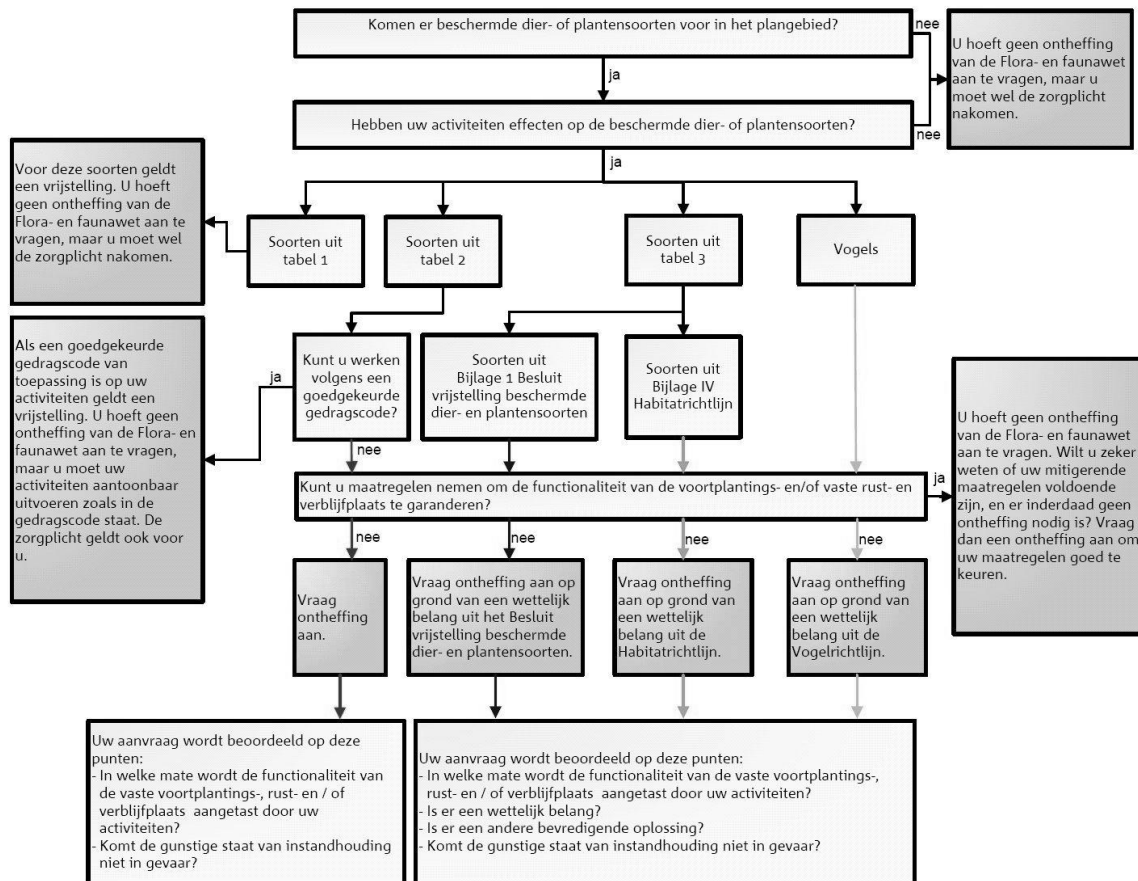 Komen er beschermde dier- of plantensoorten voor in het plangebied?
nee
U hoeft geen ontheffing
van de Flora- en faunawet
aan te vragen, maar u
moet wel de zorgplicht
nakomen.
ja
Hebben uw activiteiten effecten op de beschermde dier- of plantensoorten?
nee
ja
Voor deze soorten geldt
een vrijstelling. U hoeft
geen ontheffing van de
Flora- en faunawet aan te
vragen, maar u moet wel
de zorgplicht nakomen.
Soorten uit
tabel 1
Soorten uit
tabel 2
Soorten uit
tabel 3
Vogels
Als een goedgekeurde
gedragscode van
toepassing is op uw
activiteiten geldt een
vrijstelling. U hoeft geen
ontheffing van de Flora- en
faunawet aan te vragen,
maar u moet uw
activiteiten aantoonbaar
uitvoeren zoals in de
gedragscode staat. De
zorgplicht geldt ook voor
u.
ja
Kunt u werken
volgens een
goedgekeurde
gedragscode?
Soorten uit
Bijlage 1 Besluit
vrijstelling beschermde
dier- en plantensoorten
Soorten uit
Bijlage IV
Habitatrichtlijn
nee
Kunt u maatregelen nemen om de functionaliteit van de voortplantings- en/of vaste rust- en
verblijfplaats te garanderen?
ja
U hoeft geen ontheffing
van de Flora- en faunawet
aan te vragen. Wilt u zeker
weten of uw mitigerende
maatregelen voldoende
zijn, en er inderdaad geen
ontheffing nodig is? Vraag
dan een ontheffing aan om
uw maatregelen goed te
keuren.
nee
nee
nee
nee
Vraag
ontheffing
aan.
Vraag ontheffing aan op
grond van een wettelijk
belang uit het Besluit
vrijstelling beschermde
dier- en plantensoorten.
Vraag ontheffing
aan op grond van
een wettelijk
belang uit de
Habitatrichtlijn.
Vraag ontheffing
aan op grond van
een wettelijk
belang uit de
Vogelrichtlijn.
Uw aanvraag wordt beoordeeld op deze
punten:
- In welke mate wordt de functionaliteit van
de vaste voortplantings-, rust- en / of
verblijfplaats aangetast door uw
activiteiten?
- Komt de gunstige staat van instandhouding
niet in gevaar?
Uw aanvraag wordt beoordeeld op deze punten:
- In welke mate wordt de functionaliteit van de vaste voortplantings-,
rust- en / of verblijfplaats aangetast door uw activiteiten?
- Is er een wettelijk belang?
- Is er een andere bevredigende oplossing?
- Komt de gunstige staat van instandhouding niet in gevaar?